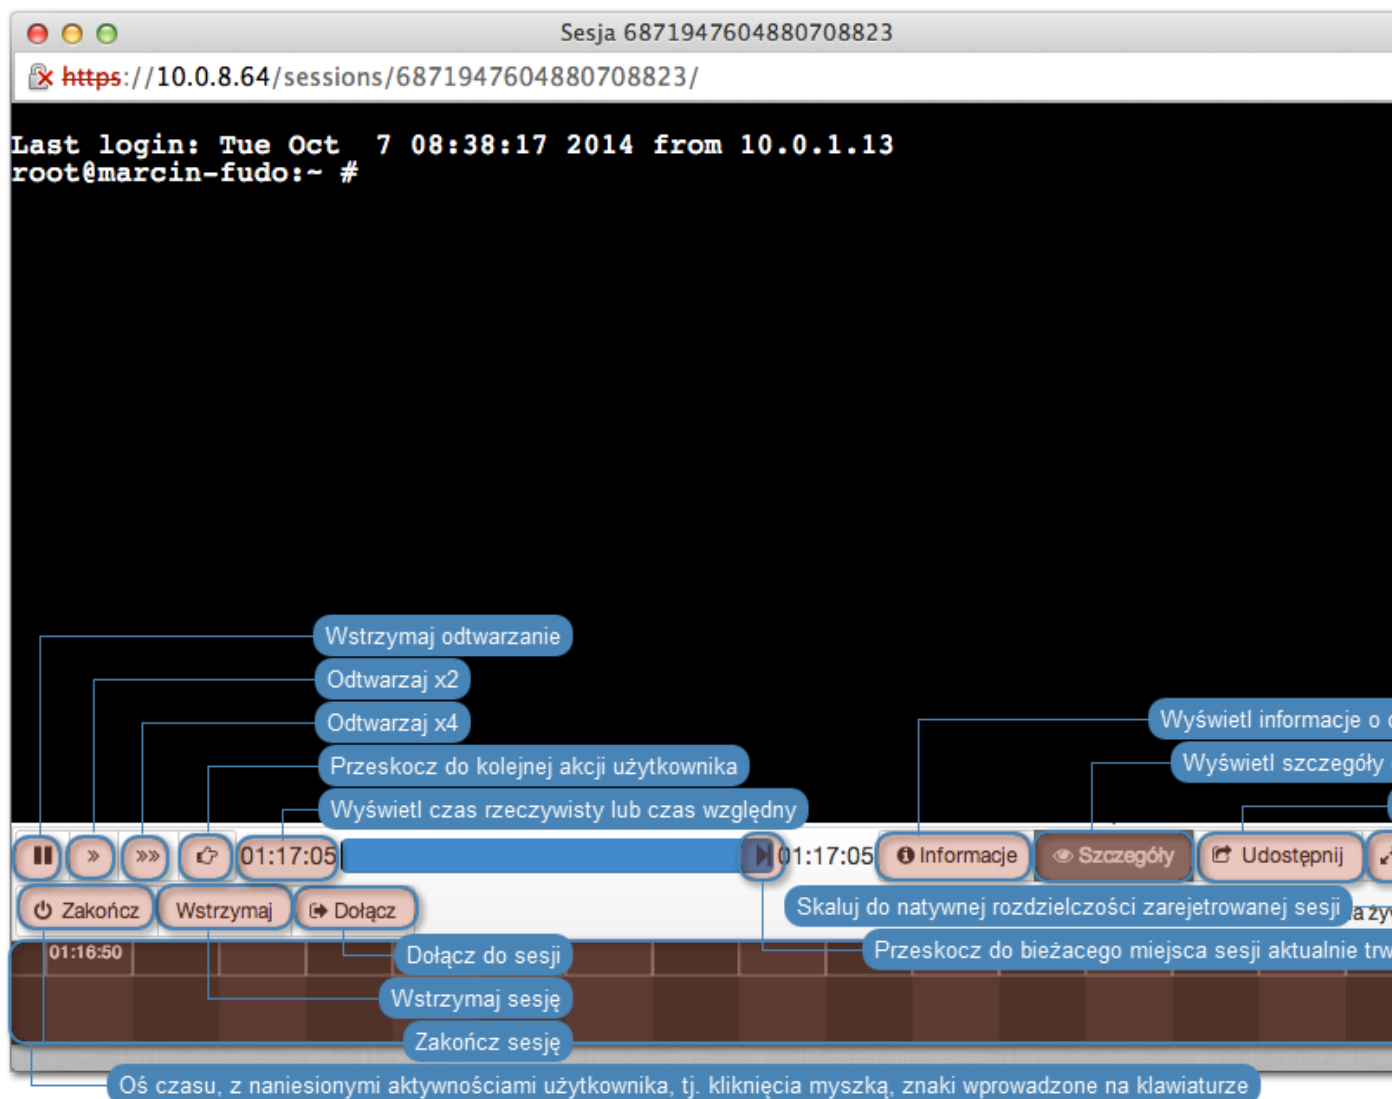 Sesja 6871947604880708823
https://10.0.8.64/sessions/6871947604880708823/
Last login: Tue Oct  7 08:38:17 2014 from 10.0.1.13
root@marcin-fudo:~ #
Wstrzymaj odtwarzanie
Odtwarzaj x2
Odtwarzaj x4
Wyświetl informacje o
Przeskocz do kolejnej akcji użytkownika
Wyświetl szczegóły
Wyświetl czas rzeczywisty lub czas względny
01:17:05
01:17:05
Informacje
Szczegóły
Udostępnij
Zakończ
Wstrzymaj
Dołącz
Skaluj do natywnej rozdzielczości zarejetrowanej sesji
01:16:50
Dołącz do sesji
Przeskocz do bieżacego miejsca sesji aktualnie trw
Wstrzymaj sesję
Zakończ sesję
Oś czasu, z naniesionymi aktywnościami użytkownika, tj. kliknięcia myszką, znaki wprowadzone na klawiaturze